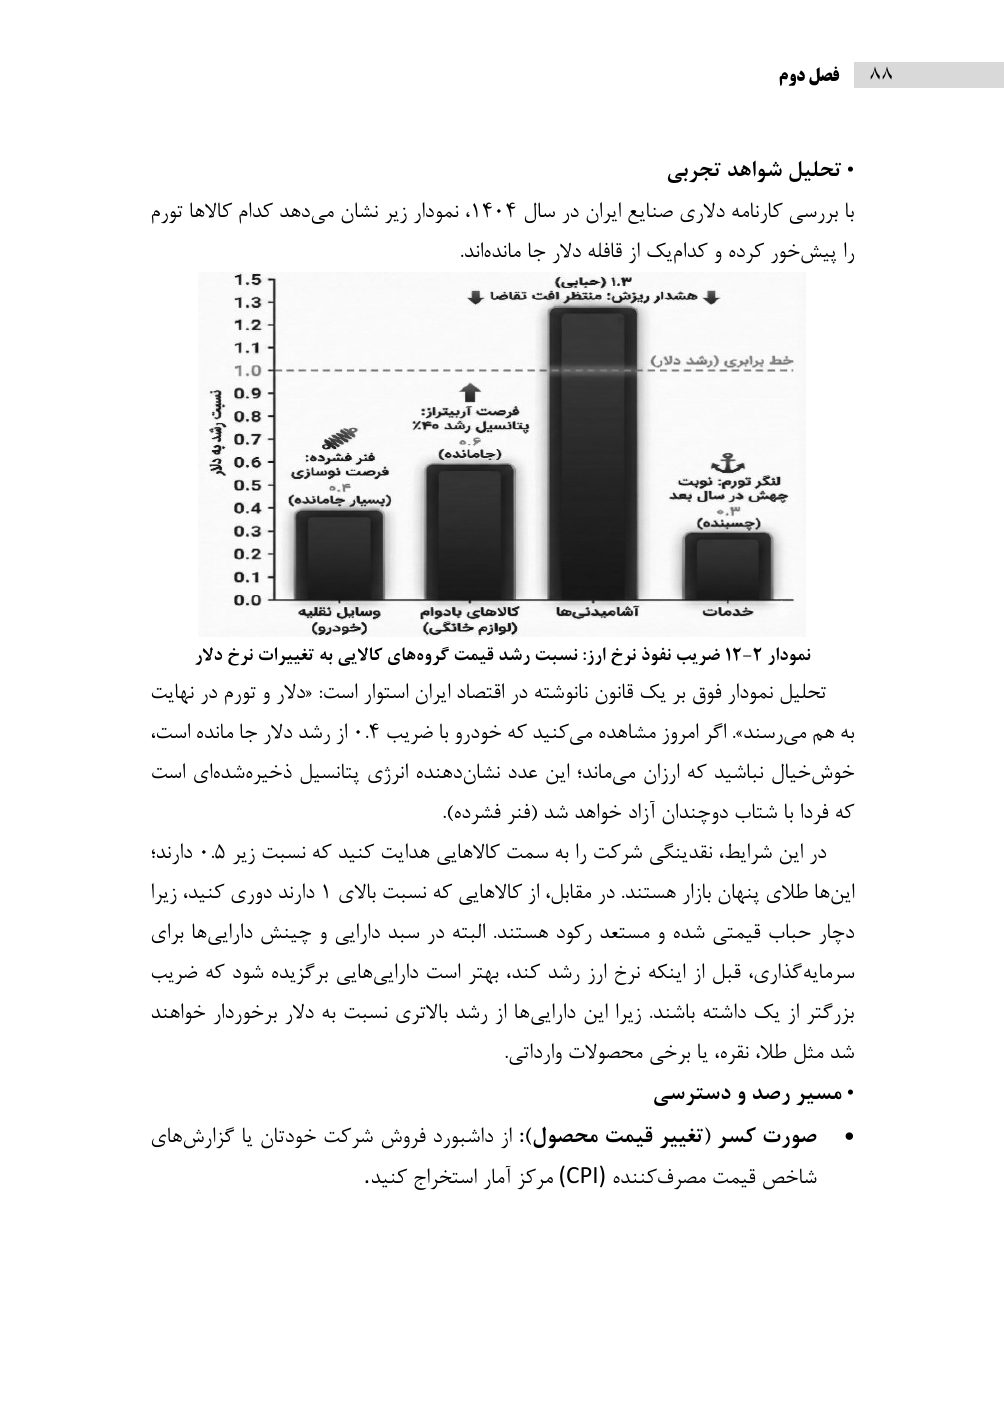 ۸۸ فصل دوم
• تحلیل شواهد تجربی
با بررسی کارنامه دلاری صنایع ایران در سال ۱۴۰۴، نمودار زیر نشان می‌دهد کدام کالاها تورم
را پیش‌خور کرده و کدام‌یک از قافله دلار جا مانده‌اند.
نسبت رشد به دلار
1.5
1.3
1.2
1.1
1.0
0.9
0.8
0.7
0.6
0.5
0.4
0.3
0.2
0.1
0.0
۱.۳ (حبابی)
هشدار ریزش: منتظر افت تقاضا
خط برابری (رشد دلار)
فرصت آربیتراژ:
پتانسیل رشد ۴۰٪
۰.۶
(جامانده)
فنر فشرده:
فرصت نوسازی
۰.۴
(بسیار جامانده)
لنگر تورم: نوبت
جهش در سال بعد
۰.۳
(چسبنده)
وسایل نقلیه
(خودرو)
کالاهای بادوام
(لوازم خانگی)
آشامیدنی‌ها
خدمات
نمودار ۲-۱۲ ضریب نفوذ نرخ ارز: نسبت رشد قیمت گروه‌های کالایی به تغییرات نرخ دلار
تحلیل نمودار فوق بر یک قانون نانوشته در اقتصاد ایران استوار است: «دلار و تورم در نهایت
به هم می‌رسند». اگر امروز مشاهده می‌کنید که خودرو با ضریب ۰.۴ از رشد دلار جا مانده است،
خوش‌خیال نباشید که ارزان می‌ماند؛ این عدد نشان‌دهنده انرژی پتانسیل ذخیره‌شده‌ای است
که فردا با شتاب دوچندان آزاد خواهد شد (فنر فشرده).
در این شرایط، نقدینگی شرکت را به سمت کالاهایی هدایت کنید که نسبت زیر ۰.۵ دارند؛
این‌ها طلای پنهان بازار هستند. در مقابل، از کالاهایی که نسبت بالای ۱ دارند دوری کنید، زیرا
دچار حباب قیمتی شده و مستعد رکود هستند. البته در سبد دارایی و چینش دارایی‌ها برای
سرمایه‌گذاری، قبل از اینکه نرخ ارز رشد کند، بهتر است دارایی‌هایی برگزیده شود که ضریب
بزرگتر از یک داشته باشند. زیرا این دارایی‌ها از رشد بالاتری نسبت به دلار برخوردار خواهند
شد مثل طلا، نقره، یا برخی محصولات وارداتی.
• مسیر رصد و دسترسی
• صورت کسر (تغییر قیمت محصول): از داشبورد فروش شرکت خودتان یا گزارش‌های
شاخص قیمت مصرف‌کننده (CPI) مرکز آمار استخراج کنید.